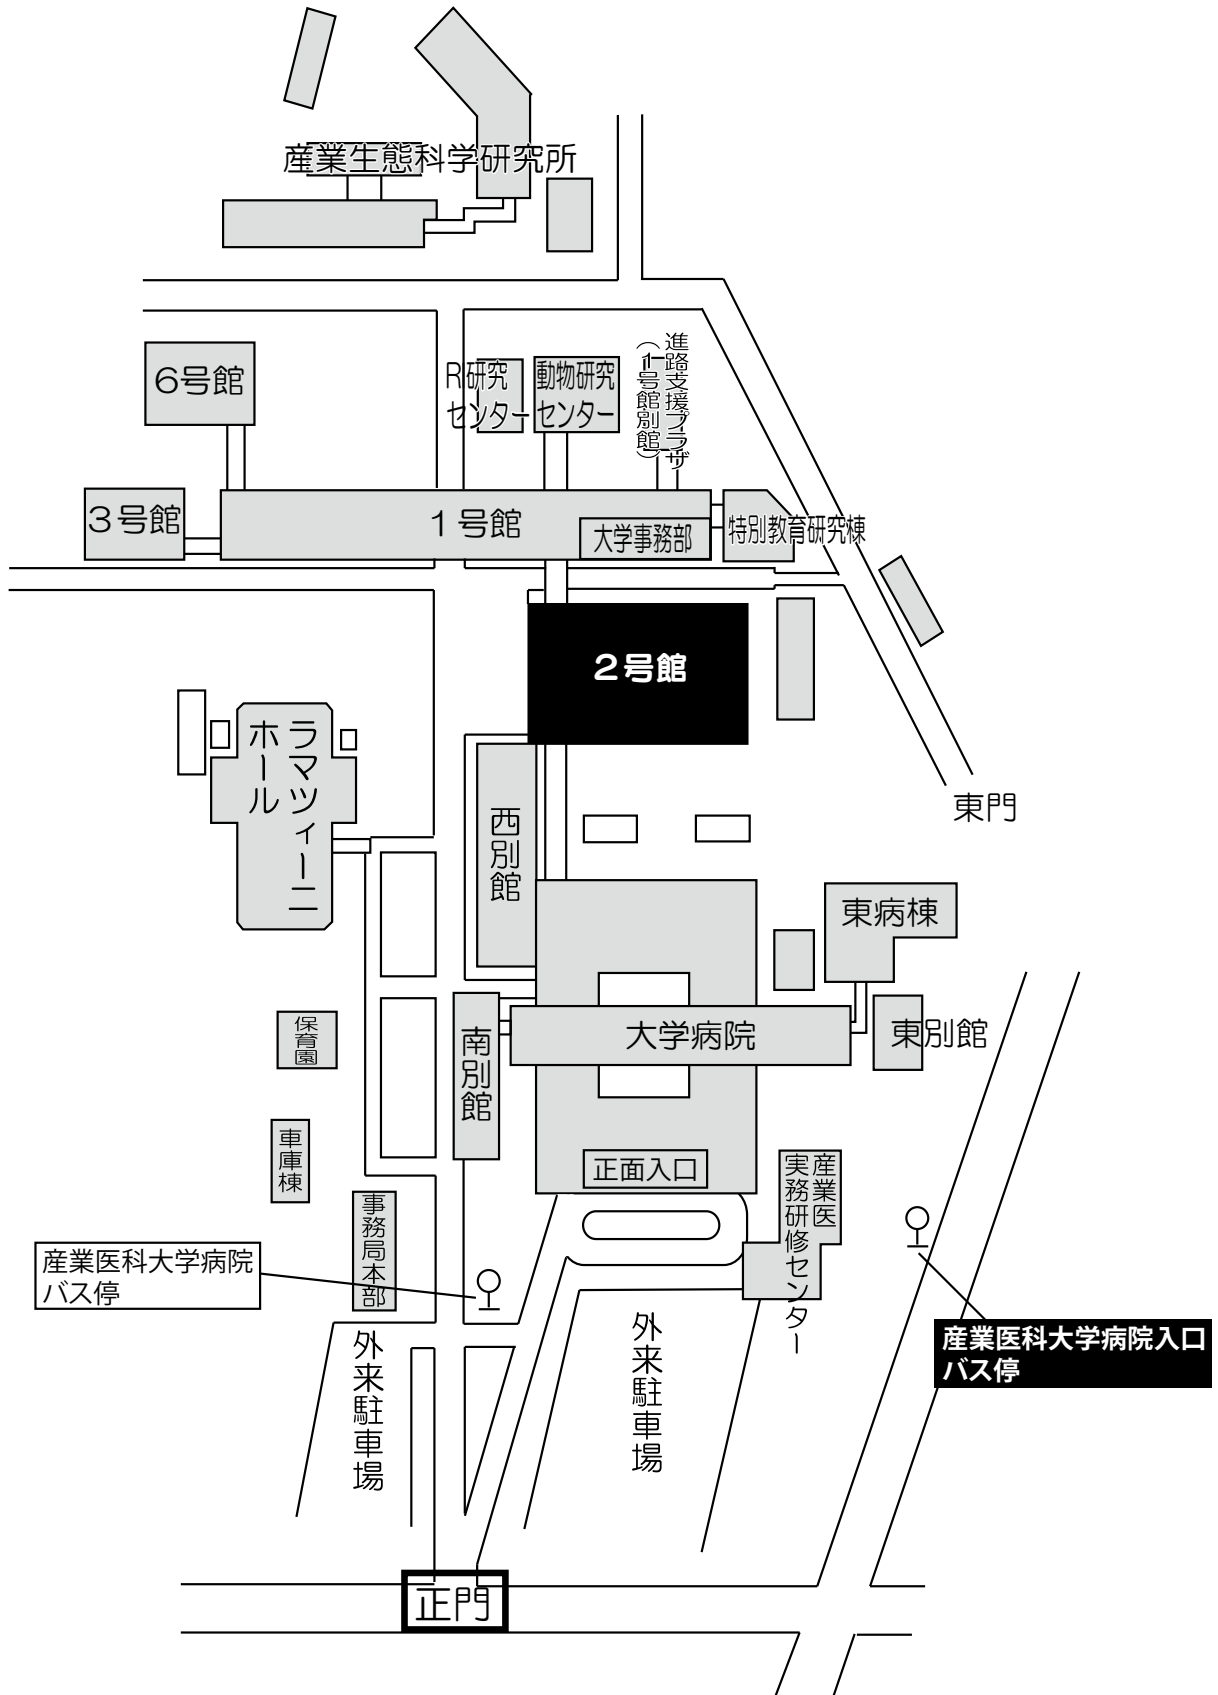 産業生態科学研究所
6号館
R研究
センター
動物研究
センター
進路支援プラザ
（1号館別館）
3号館
1号館
大学事務部
特別教育研究棟
2号館
ラマツィーニ
ホール
東門
西別館
東病棟
保育園
南別館
大学病院
東別館
車庫棟
正面入口
産業医
実務研修センター
事務局本部
産業医科大学病院
バス停
外来駐車場
外来駐車場
産業医科大学病院入口
バス停
正門